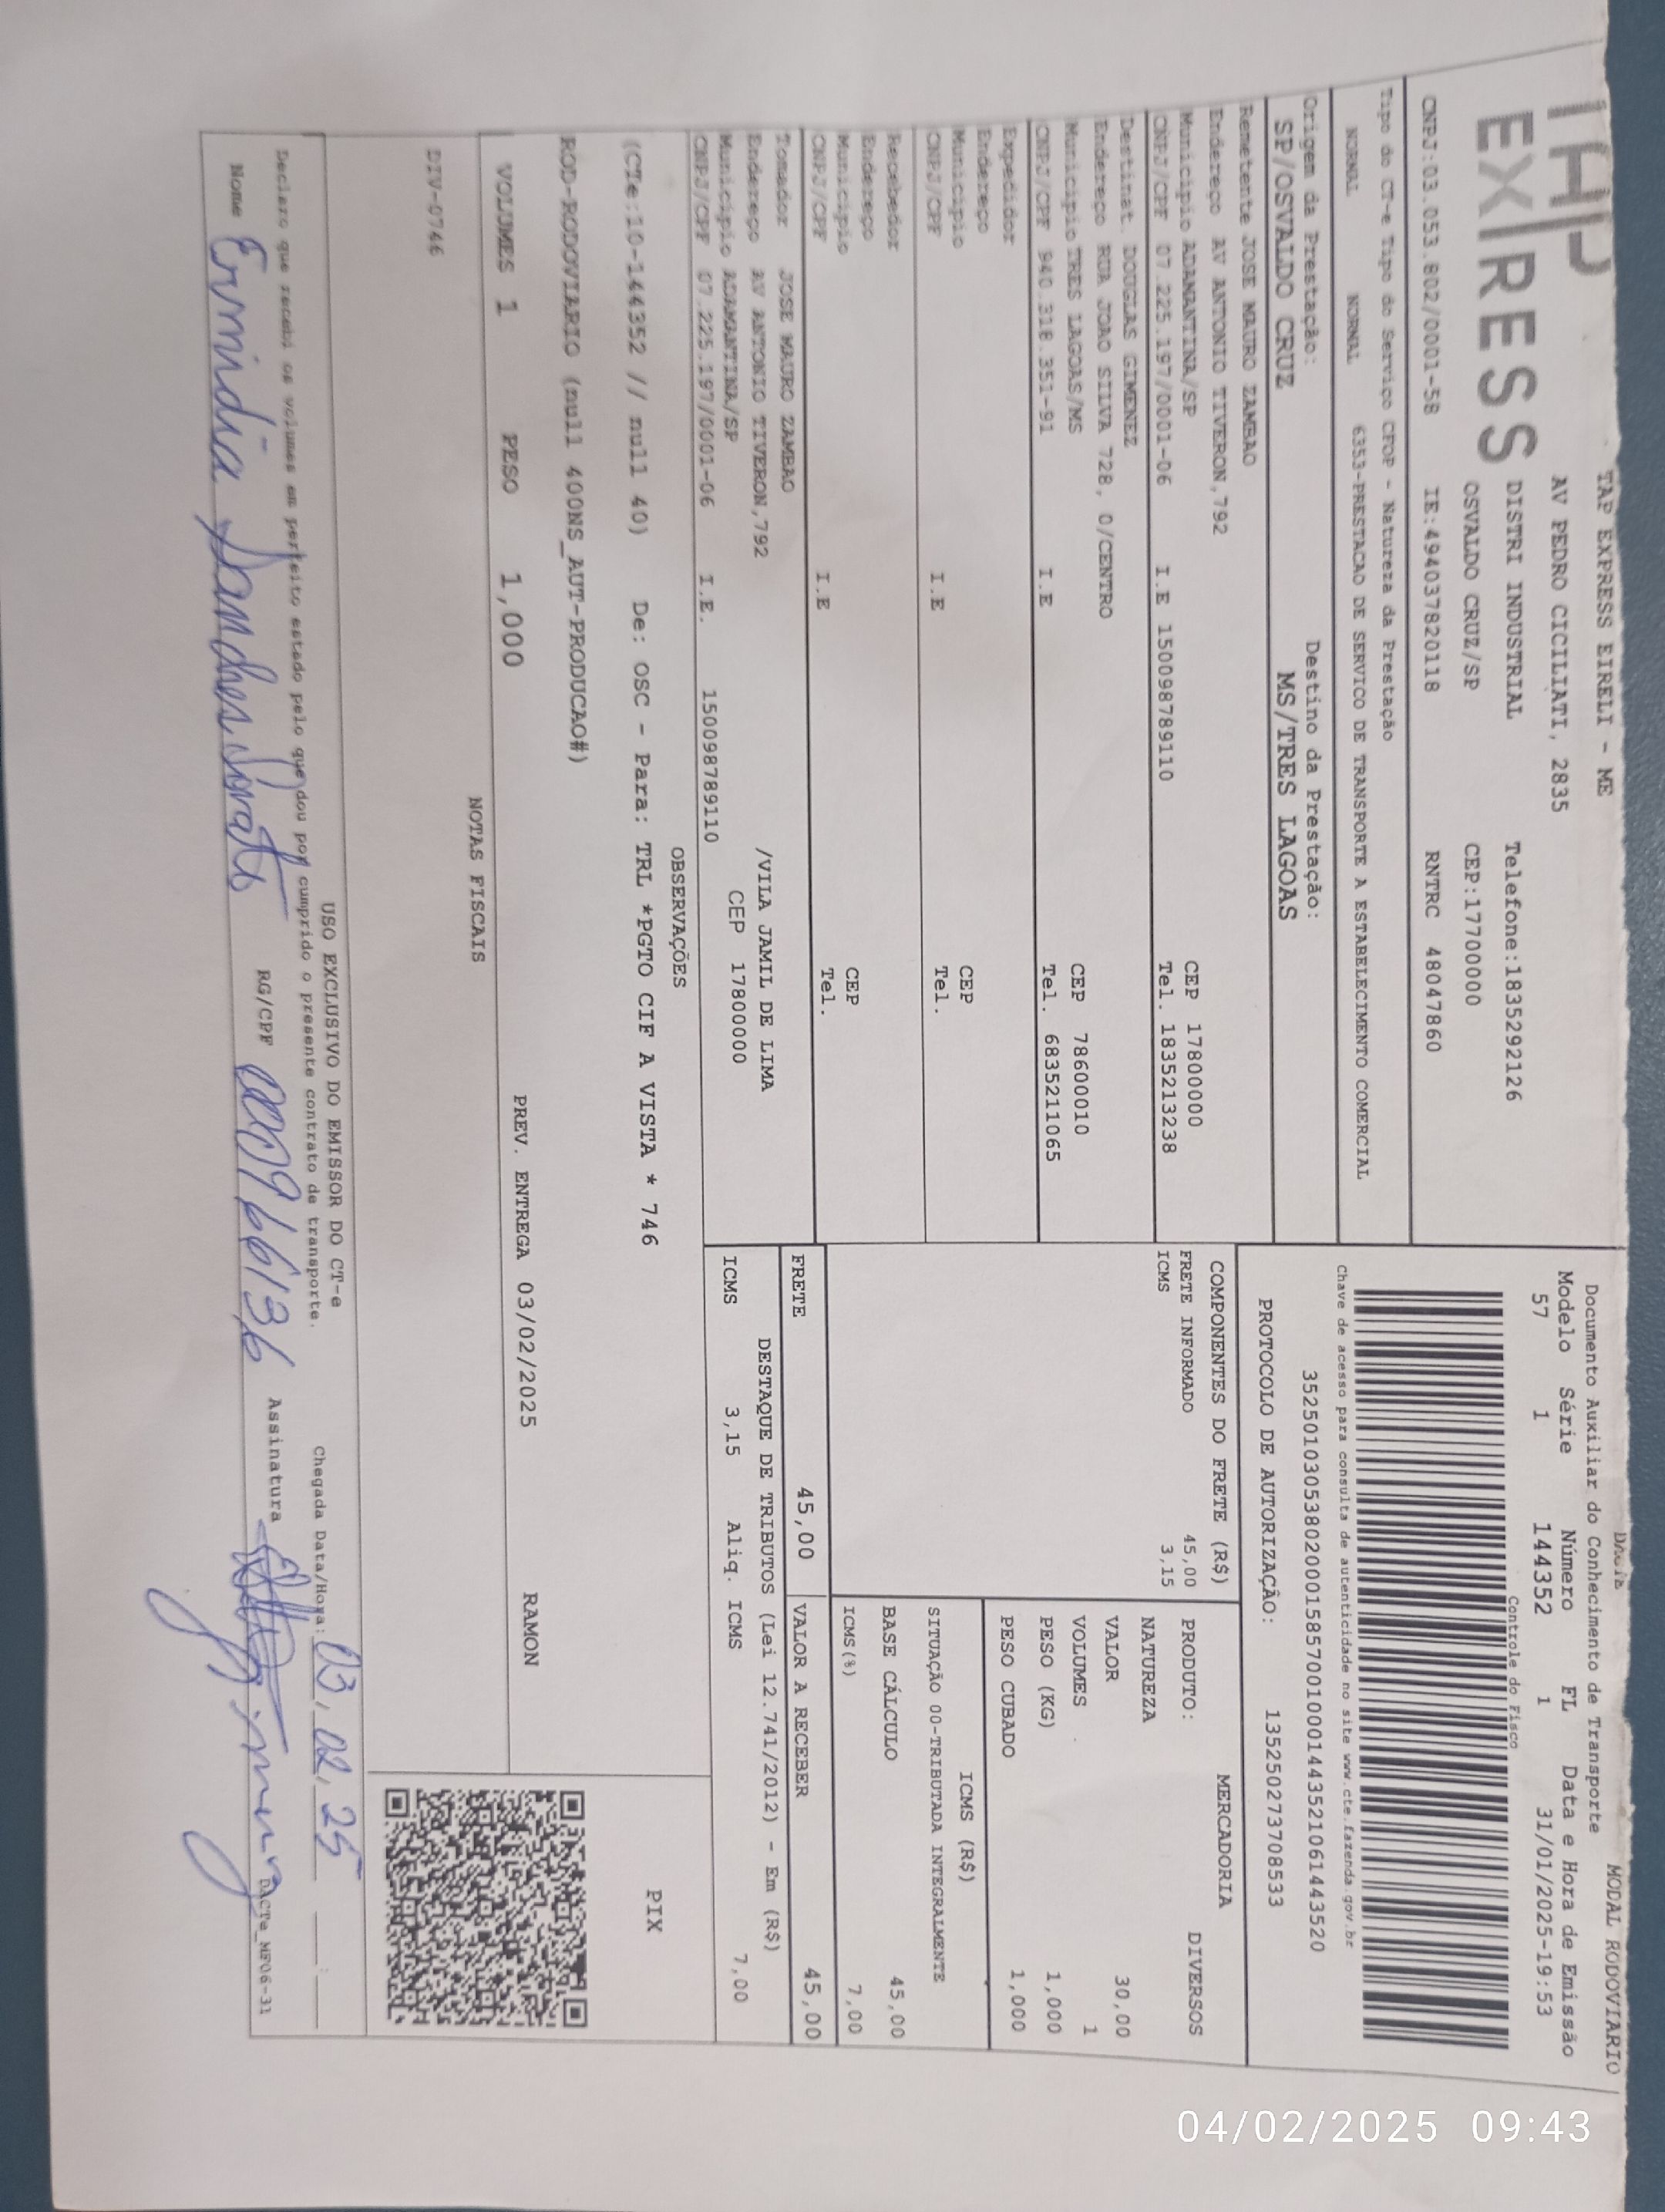 TAP
EXPRESS
TAP EXPRESS EIRELI - ME
AV PEDRO CICILIATI, 2835
DISTRI INDUSTRIAL Telefone:1835292126
OSVALDO CRUZ/SP CEP:17700000
CNPJ:03.053.802/0001-58 IE:494037820118 RNTRC 48047860
Tipo do CT-e Tipo do Serviço CFOP - Natureza da Prestação
NORMAL NORMAL 6353-PRESTACAO DE SERVICO DE TRANSPORTE A ESTABELECIMENTO COMERCIAL
Origem da Prestação: Destino da Prestação:
SP/OSVALDO CRUZ MS/TRES LAGOAS
MODAL RODOVIARIO
Documento Auxiliar do Conhecimento de Transporte
Modelo Série Número FL Data e Hora de Emissão
57 1 144352 1 31/01/2025-19:53
Controle do Fisco
Chave de acesso para consulta de autenticidade no site www.cte.fazenda.gov.br
35250103053802000158570010001443521061443520
PROTOCOLO DE AUTORIZAÇÃO: 135250273708533
Remetente JOSE MAURO ZAMBAO
Endereço AV ANTONIO TIVERON,792
Municipio ADAMANTINA/SP CEP 17800000
CNPJ/CPF 07.225.197/0001-06 I.E 150098789110 Tel. 1835213238
Destinat. DOUGLAS GIMENEZ
Endereço RUA JOAO SILVA 728, 0/CENTRO
Municipio TRES LAGOAS/MS CEP 78600010
CNPJ/CPF 940.318.351-91 I.E Tel. 6835211065
Expedidor
Endereço
Municipio CEP
CNPJ/CPF I.E Tel.
Recebedor
Endereço
Municipio CEP
CNPJ/CPF I.E Tel.
Tomador JOSE MAURO ZAMBAO
Endereço AV ANTONIO TIVERON,792 /VILA JAMIL DE LIMA
Municipio ADAMANTINA/SP CEP 17800000
CNPJ/CPF 07.225.197/0001-06 I.E. 150098789110
COMPONENTES DO FRETE (R$)
FRETE INFORMADO 45,00
ICMS 3,15
MERCADORIA
PRODUTO: DIVERSOS
NATUREZA
VALOR 30,00
VOLUMES 1
PESO (KG) 1,000
PESO CUBADO 1,000
ICMS (R$)
SITUAÇÃO 00-TRIBUTADA INTEGRALMENTE
BASE CÁLCULO 45,00
ICMS(%) 7,00
FRETE 45,00 VALOR A RECEBER 45,00
DESTAQUE DE TRIBUTOS (Lei 12.741/2012) - Em (R$)
ICMS 3,15 Aliq. ICMS 7,00
OBSERVAÇÕES
(CTe:10-144352 // null 40) De: OSC - Para: TRL *PGTO CIF A VISTA * 746
PIX
ROD-RODOVIARIO (null 400NS_AUT-PRODUCAO#)
VOLUMES 1 PESO 1,000 PREV. ENTREGA 03/02/2025 RAMON
NOTAS FISCAIS
DIV-0746
USO EXCLUSIVO DO EMISSOR DO CT-e
Declaro que recebi os volumes em perfeito estado pelo que dou por cumprido o presente contrato de transporte. Chegada Data/Hora: 03,02,25 __:__
Nome RG/CPF Assinatura
DACTe_MF06-31
04/02/2025 09:43